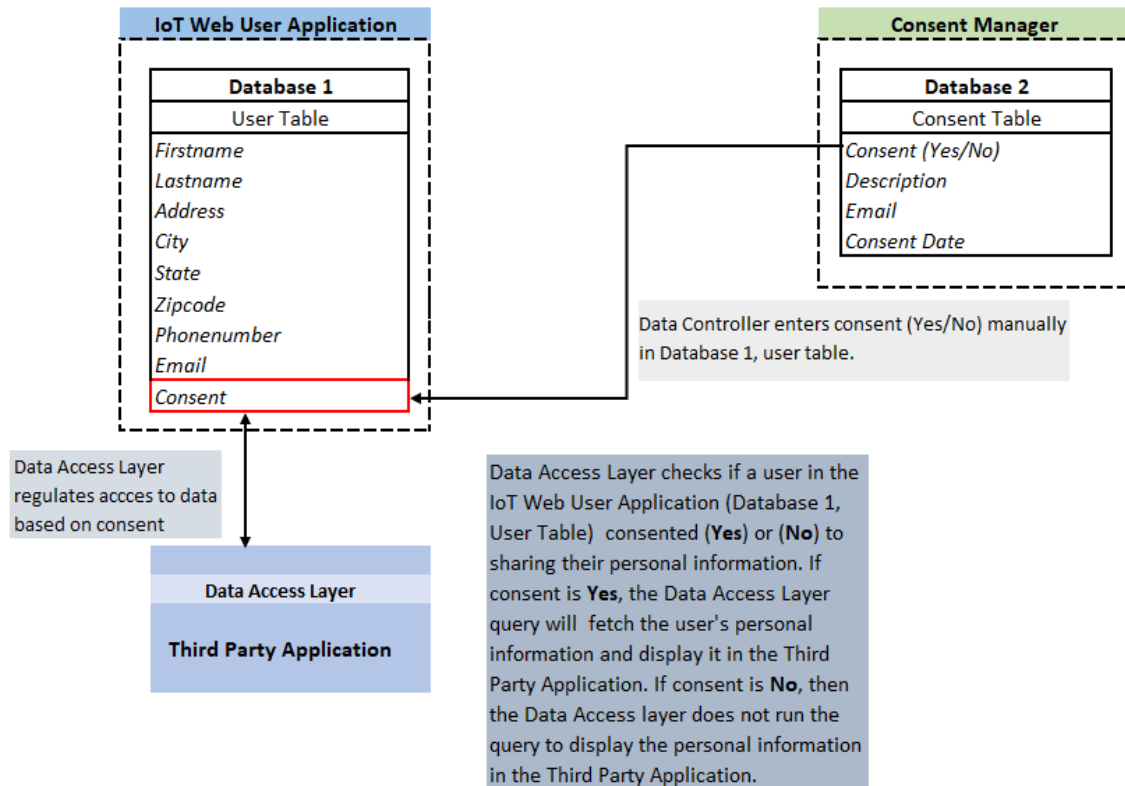 IoT Web User Application
Database 1
User Table
Firstname
Lastname
Address
City
State
Zipcode
Phonenumber
Email
Consent
Consent Manager
Database 2
Consent Table
Consent (Yes/No)
Description
Email
Consent Date
Data Controller enters consent (Yes/No) manually
in Database 1, user table.
Data Access Layer
regulates accces to data
based on consent
Data Access Layer
Third Party Application
Data Access Layer checks if a user in the
IoT Web User Application (Database 1,
User Table) consented (Yes) or (No) to
sharing their personal information. If
consent is Yes, the Data Access Layer
query will fetch the user's personal
information and display it in the Third
Party Application. If consent is No, then
the Data Access layer does not run the
query to display the personal information
in the Third Party Application.